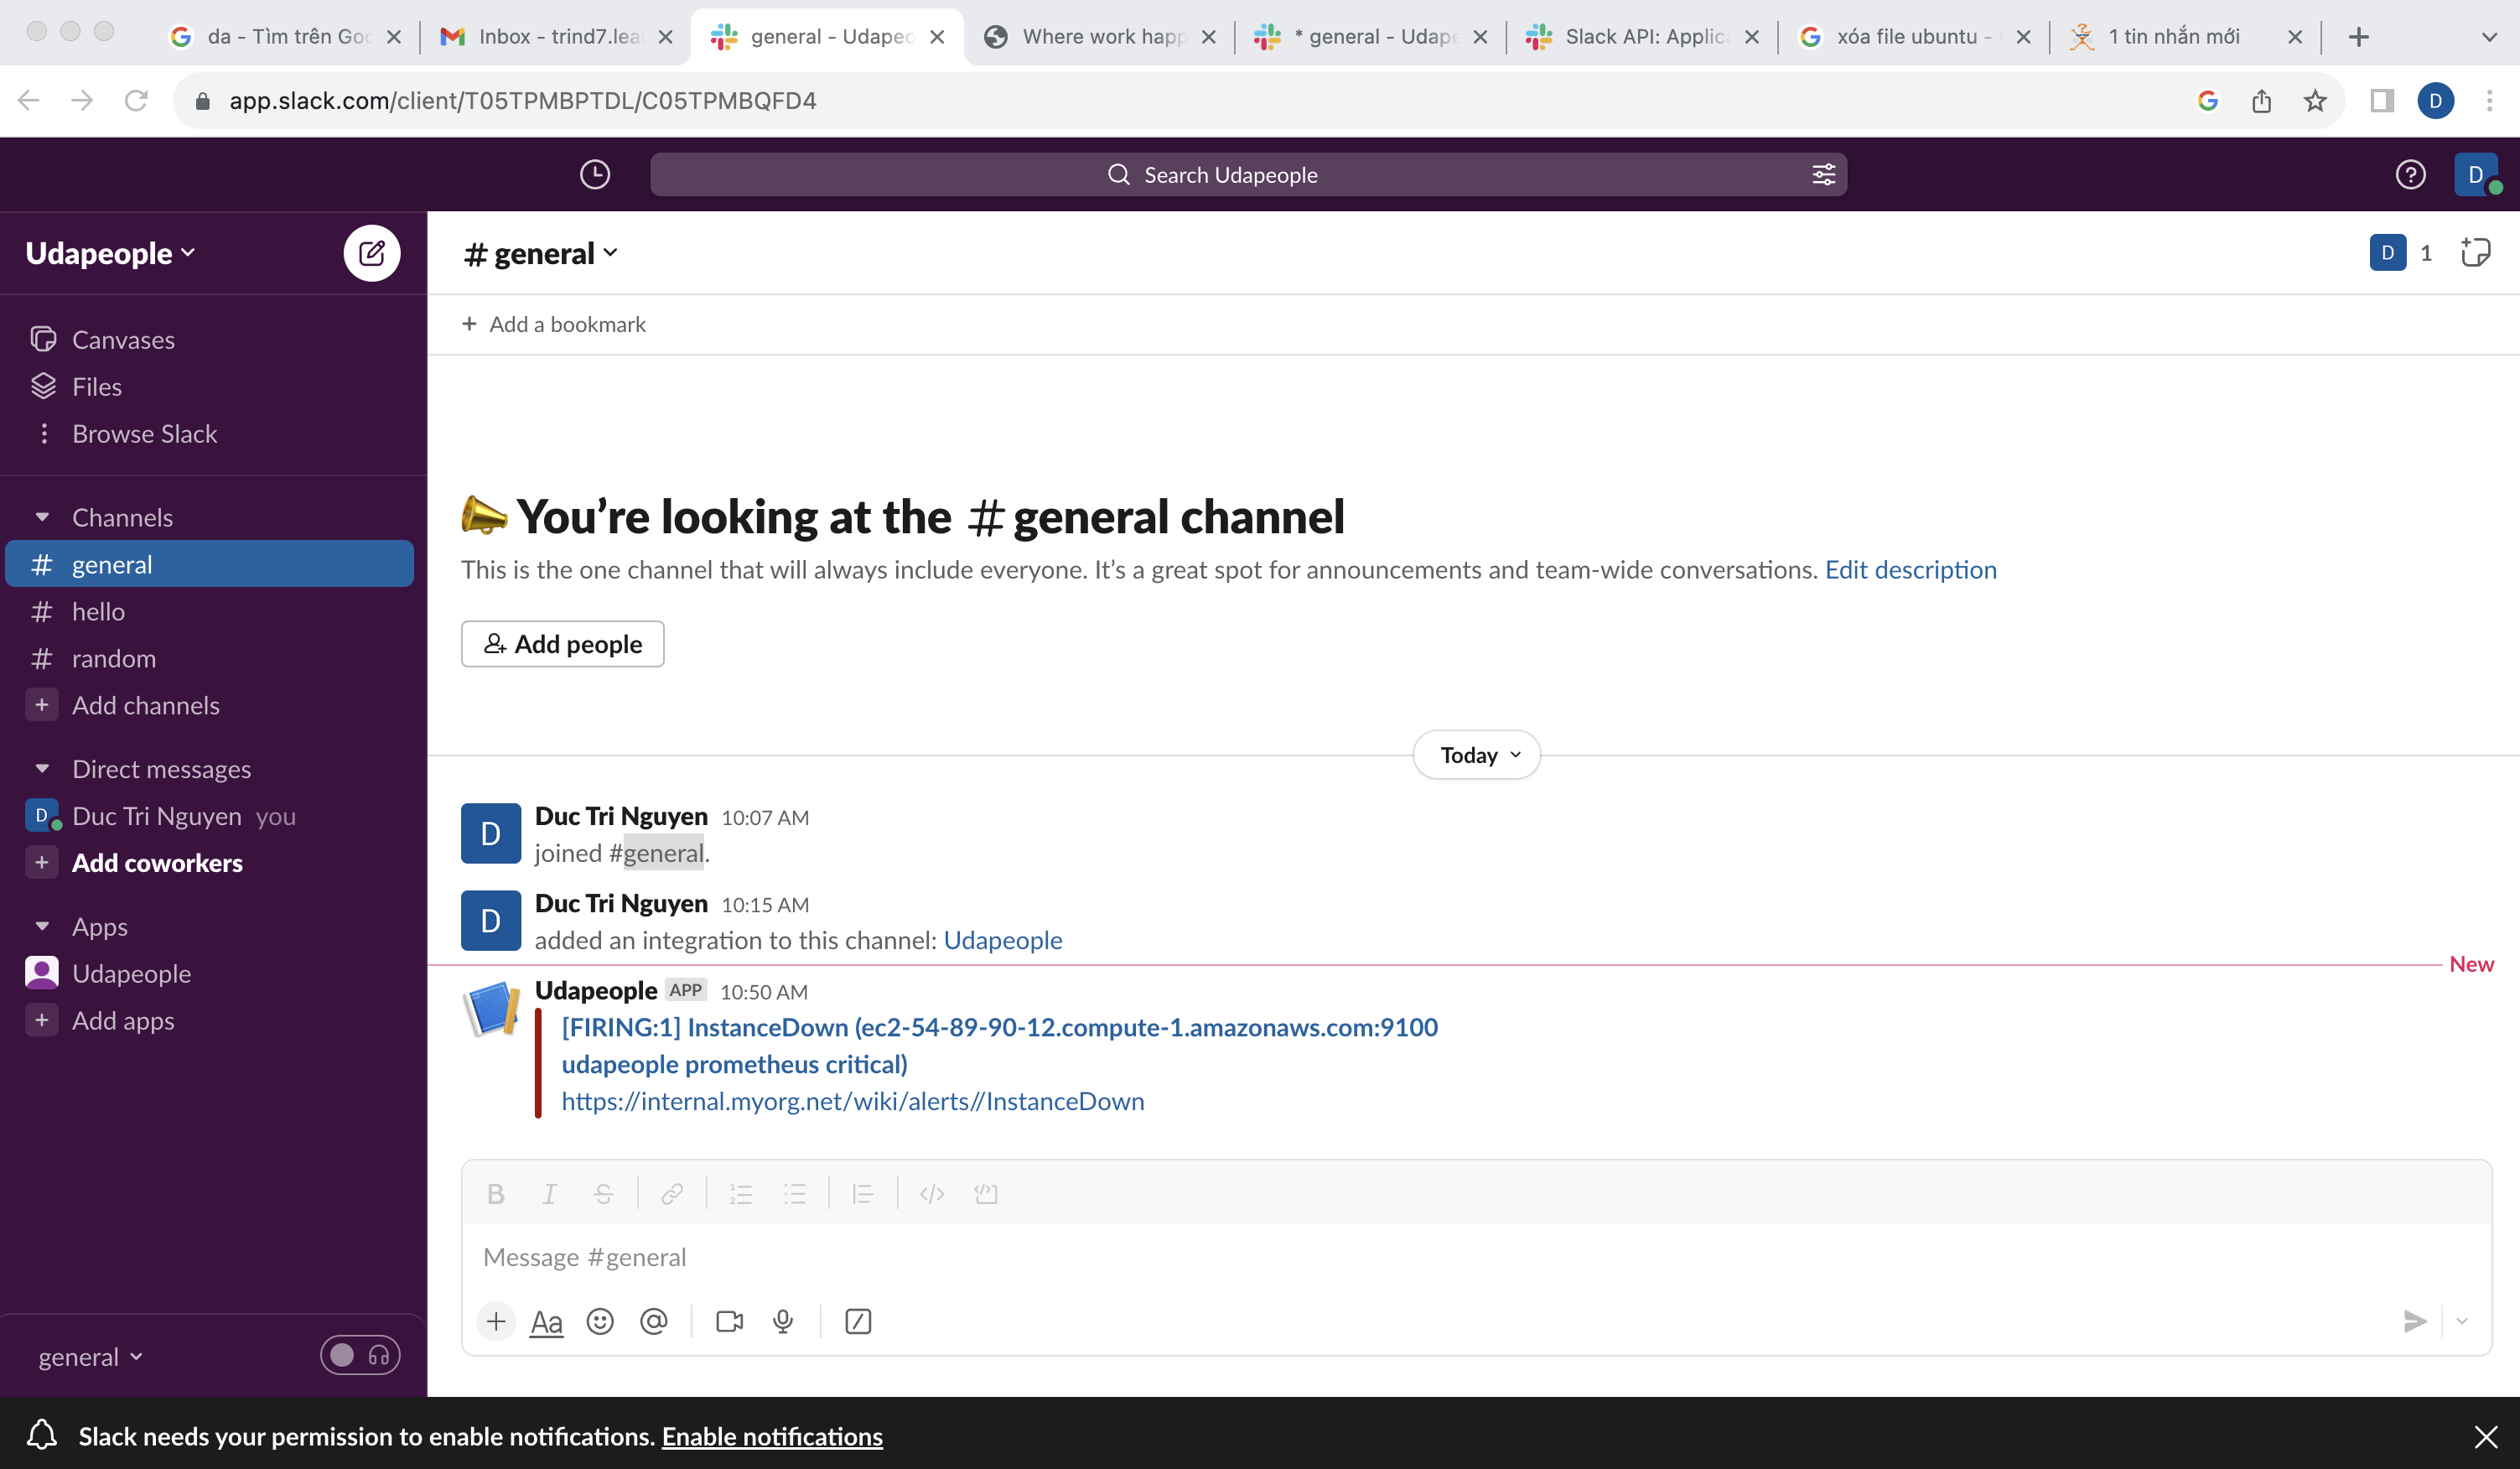 da - Tìm trên Goo
Inbox - trind7.lea
general - Udapeo
Where work happ
* general - Udape
Slack API: Applica
xóa file ubuntu -
1 tin nhắn mới
app.slack.com/client/T05TPMBPTDL/C05TPMBQFD4
D
Search Udapeople
D
Udapeople
# general
D 1
Canvases
Files
Browse Slack
+ Add a bookmark
Channels
# general
# hello
# random
+ Add channels
Direct messages
D Duc Tri Nguyen you
+ Add coworkers
Apps
Udapeople
+ Add apps
general
You’re looking at the # general channel
This is the one channel that will always include everyone. It’s a great spot for announcements and team-wide conversations. Edit description
Add people
Today
D Duc Tri Nguyen 10:07 AM
joined #general.
D Duc Tri Nguyen 10:15 AM
added an integration to this channel: Udapeople
New
Udapeople APP 10:50 AM
[FIRING:1] InstanceDown (ec2-54-89-90-12.compute-1.amazonaws.com:9100
udapeople prometheus critical)
https://internal.myorg.net/wiki/alerts//InstanceDown
B I S
Message #general
+ Aa @
Slack needs your permission to enable notifications. Enable notifications